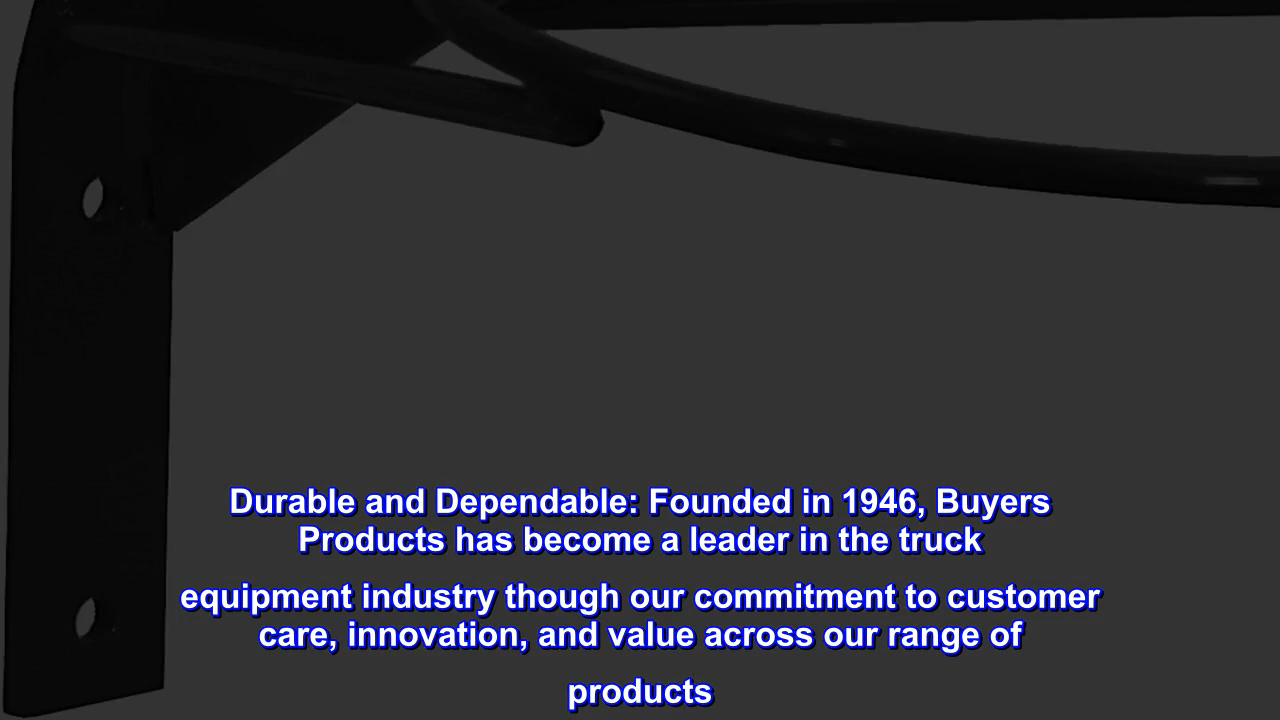 Durable and Dependable: Founded in 1946, Buyers
Products has become a leader in the truck
equipment industry though our commitment to customer
care, innovation, and value across our range of
products